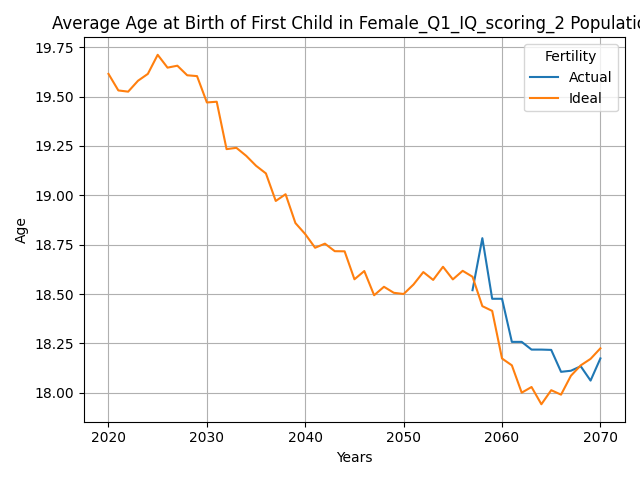 Average Age at Birth of First Child in Female_Q1_IQ_scoring_2 Populatio
Fertility
Actual
Ideal
19.75
19.50
19.25
19.00
18.75
18.50
18.25
18.00
Age
2020 2030 2040 2050 2060 2070
Years